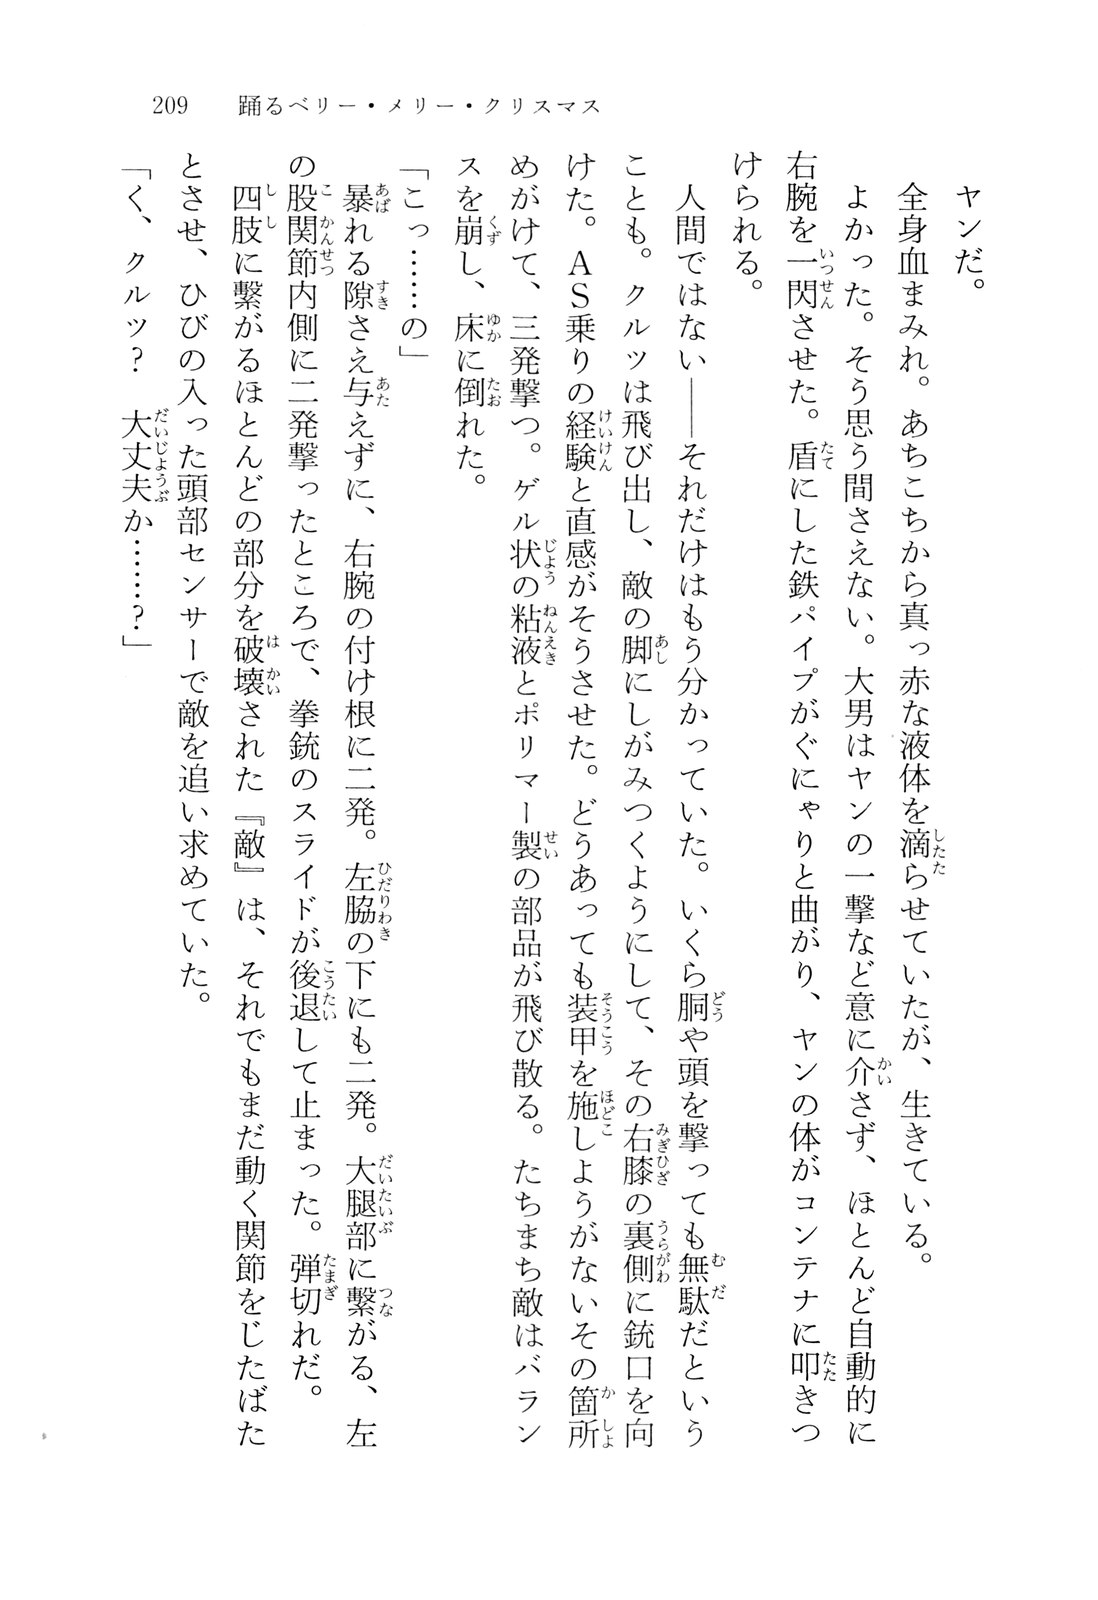 209　踊るベリー・メリー・クリスマス
ヤンだ。
全身血まみれ。あちこちから真っ赤な液体を滴らせていたが、生きている。
よかった。そう思う間さえない。大男はヤンの一撃など意に介さず、ほとんど自動的に
右腕を一閃させた。盾にした鉄パイプがぐにゃりと曲がり、ヤンの体がコンテナに叩きつ
けられる。
人間ではない――それだけはもう分かっていた。いくら胴や頭を撃っても無駄だという
ことも。クルツは飛び出し、敵の脚にしがみつくようにして、その右膝の裏側に銃口を向
けた。AS乗りの経験と直感がそうさせた。どうあっても装甲を施しようがないその箇所
めがけて、三発撃つ。ゲル状の粘液とポリマー製の部品が飛び散る。たちまち敵はバラン
スを崩し、床に倒れた。
「こっ……の」
暴れる隙さえ与えずに、右腕の付け根に二発。左脇の下にも二発。大腿部に繋がる、左
の股関節内側に二発撃ったところで、拳銃のスライドが後退して止まった。弾切れだ。
四肢に繋がるほとんどの部分を破壊された『敵』は、それでもまだ動く関節をじたばた
とさせ、ひびの入った頭部センサーで敵を追い求めていた。
「く、クルツ？　大丈夫か……？」